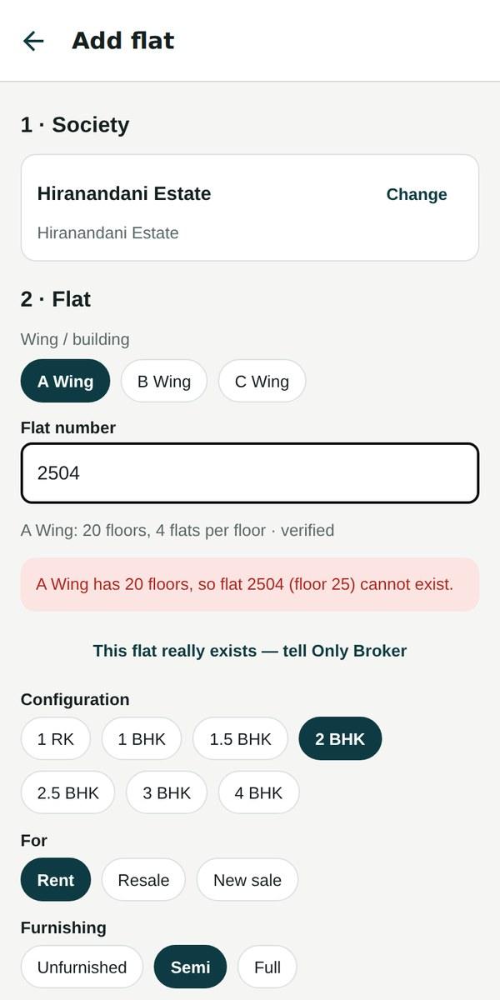 Add flat
1 · Society
Hiranandani Estate
Change
Hiranandani Estate
2 · Flat
Wing / building
A Wing B Wing C Wing
Flat number
2504
A Wing: 20 floors, 4 flats per floor · verified
A Wing has 20 floors, so flat 2504 (floor 25) cannot exist.
This flat really exists — tell Only Broker
Configuration
1 RK 1 BHK 1.5 BHK 2 BHK
2.5 BHK 3 BHK 4 BHK
For
Rent Resale New sale
Furnishing
Unfurnished Semi Full